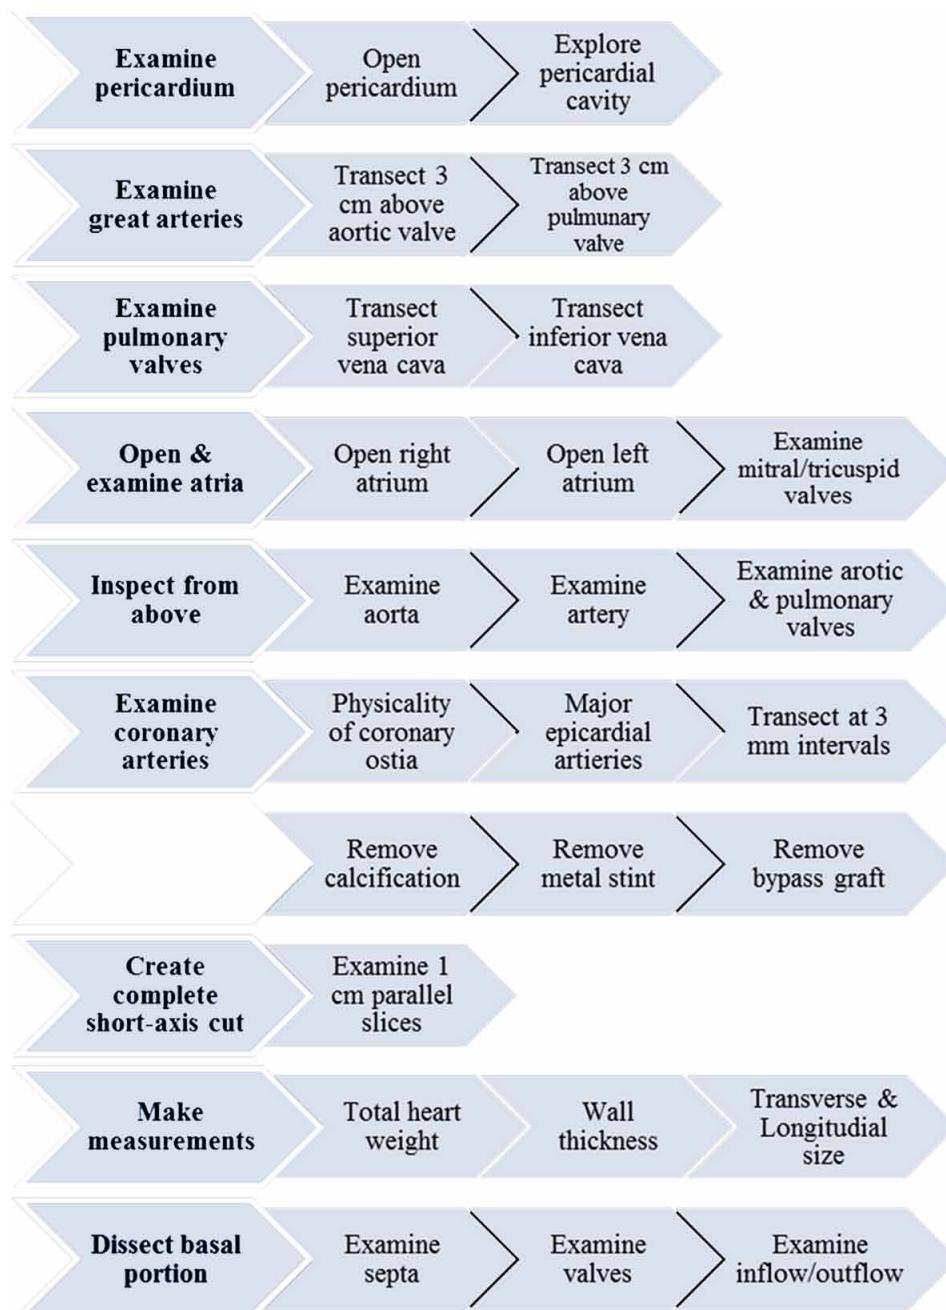 Examine
pericardium
Open
pericardium
Explore
pericardial
cavity
Examine
great arteries
Transect 3
cm above
aortic valve
Transect 3 cm
above
pulmunary
valve
Examine
pulmonary
valves
Transect
superior
vena cava
Transect
inferior vena
cava
Open &
examine atria
Open right
atrium
Open left
atrium
Examine
mitral/tricuspid
valves
Inspect from
above
Examine
aorta
Examine
artery
Examine arotic
& pulmonary
valves
Examine
coronary
arteries
Physicality
of coronary
ostia
Major
epicardial
artieries
Transect at 3
mm intervals
Remove
calcification
Remove
metal stint
Remove
bypass graft
Create
complete
short-axis cut
Examine 1
cm parallel
slices
Make
measurements
Total heart
weight
Wall
thickness
Transverse &
Longitudial
size
Dissect basal
portion
Examine
septa
Examine
valves
Examine
inflow/outflow